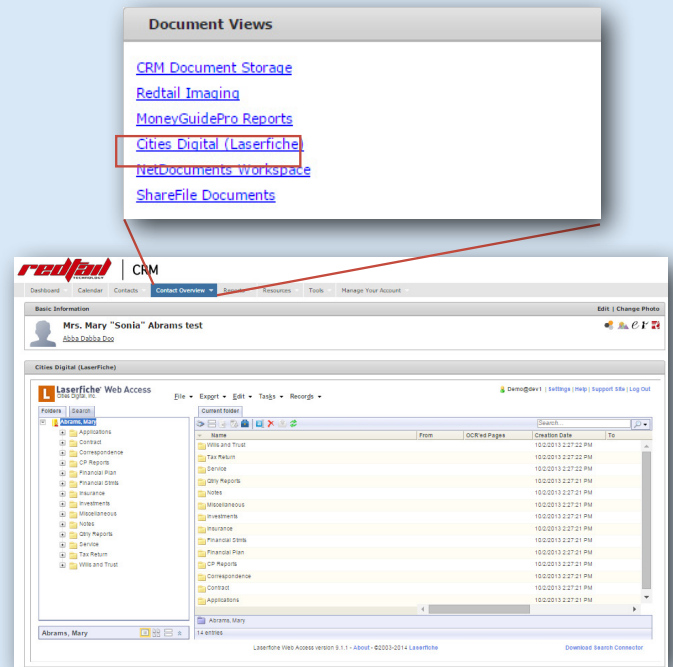 Document Views
CRM Document Storage
Redtail Imaging
MoneyGuidePro Reports
Cities Digital (Laserfiche)
NetDocuments Workspace
ShareFile Documents
redtail TECHNOLOGY | CRM
Dashboard Calendar Contacts Contact Overview Reports Resources Tools Manage Your Account
Basic Information Edit | Change Photo
Mrs. Mary "Sonia" Abrams test
Abba Dabba Doo
Cities Digital (LaserFiche)
Laserfiche Web Access
Cities Digital, Inc.
File Export Edit Tasks Records
Demo@dev1 | Settings | Help | Support Site | Log Out
Folders Search
Current folder
Abrams, Mary
Applications
Contract
Correspondence
CP Reports
Financial Plan
Financial Stmts
Insurance
Investments
Miscellaneous
Notes
Qtrly Reports
Service
Tax Return
Wills and Trust
Search...
Name From OCR'ed Pages Creation Date To
Wills and Trust 10/2/2013 2:27:22 PM
Tax Return 10/2/2013 2:27:22 PM
Service 10/2/2013 2:27:22 PM
Qtrly Reports 10/2/2013 2:27:21 PM
Notes 10/2/2013 2:27:21 PM
Miscellaneous 10/2/2013 2:27:21 PM
Investments 10/2/2013 2:27:21 PM
Insurance 10/2/2013 2:27:21 PM
Financial Stmts 10/2/2013 2:27:21 PM
Financial Plan 10/2/2013 2:27:21 PM
CP Reports 10/2/2013 2:27:21 PM
Correspondence 10/2/2013 2:27:21 PM
Contract 10/2/2013 2:27:21 PM
Applications 10/2/2013 2:27:21 PM
Abrams, Mary
Abrams, Mary
14 entries
Laserfiche Web Access version 9.1.1 - About - ©2003-2014 Laserfiche
Download Search Connector